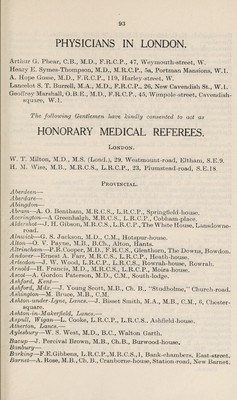 93
PHYSICIANS IN LONDON.
Arthur G. Phear, C.B., M.D., F.R.C.P., 47, Weymouth-street, W.
Henry E. Symes-Thompson, M.D., M.R.C.P., 5a, Portman Mansions, W.1.
A. Hope Gosse, M.D., F.R.C.P., 119, Harley-street, W.
Lancelot S. T. Burrell, M.A., M.D., F.R.C.P., 26, New Cavendish St., W.1.
Geoffrey Marshall, O.B.E., M.D., F.R.C.P., 45, Wimpole-street, Cavendish-
square, W.1.
The following Gentlemen have kindly consented to act as
HONORARY MEDICAL REFEREES.
LONDON.
W. T. Milton, M.D., M.S. (Lond.), 29, Westmount-road, Eltham, S.E.9.
H. M. Wise, M.B., M.R.C.S., L.R.C.P., 23, Plumstead-road, S.E.18.
PROVINCIAL.
Aberdeen—
Aberdare—
Abingdon—
Abram—A. O. Bentham, M.R.C.S., L.R.C.P., Springfield-house.
Accrington—A Greenhalgh, M.R.C.S., L.R.C.P., Cobham-place.
Aldershot—J. H. Gibson, M.R.C.S., L.R.C.P., The White House, Lansdowne-
Alnwick—G. S. Jackson, M.D., C.M., Hotspur-house.
Alton—O. V. Payne, M.B., B.Ch., Alton, Hants.
Altrincham—P.R.Cooper, M.D., F.R.C.S., Glenthorn, The Downs, Bowdon.
Andover—Ernest A. Farr, M.R.C.S., L.R.C.P., Heath-house.
Arlesdon—J. W. Wood, L.R.C.P., L.R.C.S., Rowrah-house, Rowrah.
Arnold—B. Francis, M.D., M.R.C.S., L.R.C.P., Moira-house.
Ascot—A. Gordon Paterson, M.D., C.M., South-lodge.
Ashford, Kent—
Ashford, Mdx.—J. Young Scott, M.B., Ch. B., "Studholme," Church-road.
Ashington—M. Bruce, M.B., C.M.
Ashton-under-Lyne, Lancs.—J. Bisset Smith, M.A., M.B., C.M., 6, Chester-
square.
Ashton-in-Makerfield, Lancs.—
Aspull, Wigan—L. Cooke, L.R.C.P., L.R.C.S., Ashfield-house.
Atherton, Lancs.—
Aylesbury—W. S. West, M.D., B.C., Walton Garth.
Bacup—J. Percival Brown, M.B., Ch.B., Burwood-house,
Banbury—
Barking—F.E.Gibbens, L.R.C.P., M.R.C.S., 1, Bank-chambers, East-street.
Barnet—A. Rose, M.B., Ch. B., Cranborne-house, Station-road, New Barnet.